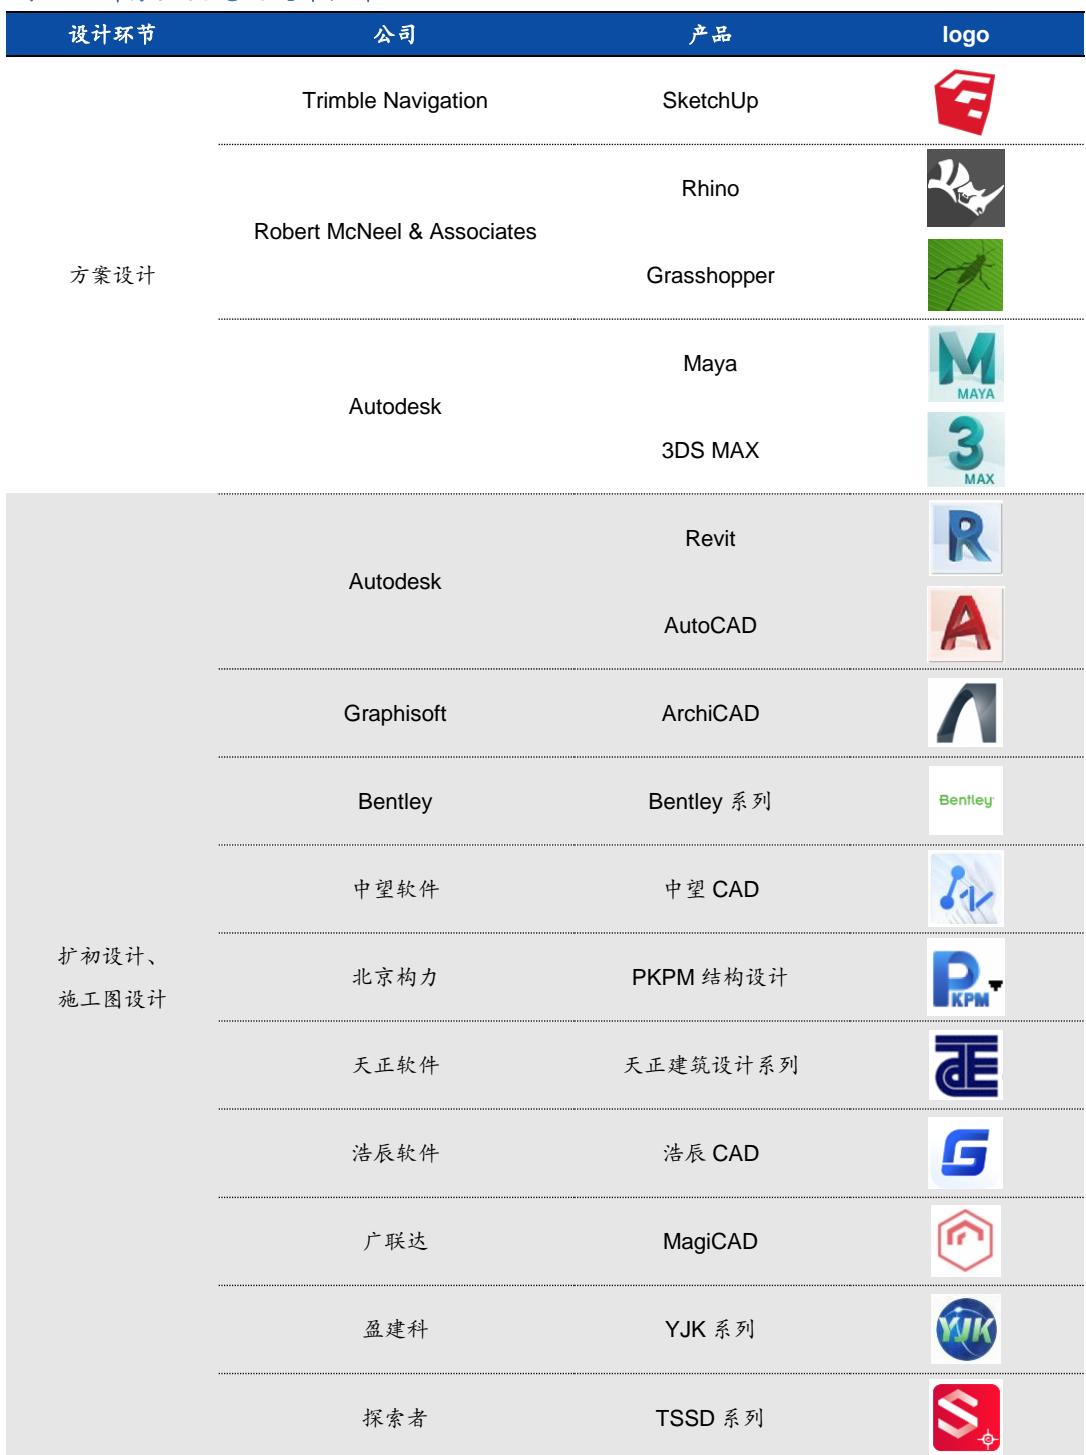 设计环节 公司 产品 logo
Trimble Navigation SketchUp
Rhino
Robert McNeel & Associates
方案设计
Grasshopper
Maya
MAYA
Autodesk
3DS MAX
3
MAX
Revit
R
Autodesk
AutoCAD
A
Graphisoft ArchiCAD
Bentley Bentley 系列 Bentley
中望软件 中望 CAD
扩初设计、
施工图设计
北京构力 PKPM 结构设计 PKPM
天正软件 天正建筑设计系列
浩辰软件 浩辰 CAD G
广联达 MagiCAD
盈建科 YJK 系列 YJK
探索者 TSSD 系列 S